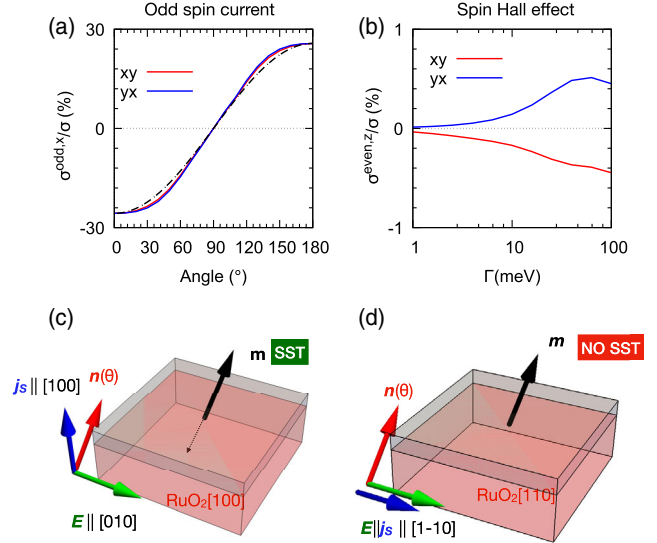 (a) Odd spin current
(b) Spin Hall effect
30
0
-30
xy
yx
σodd,x/σ (%)
0 30 60 90 120 150 180
Angle (°)
1
0
-1
yx
xy
σeven,z/σ (%)
1 10 100
Γ(meV)
(c)
m SST
n(θ)
jS || [100]
RuO2[100]
E || [010]
(d)
m NO SST
n(θ)
RuO2[110]
E||jS || [1-10]